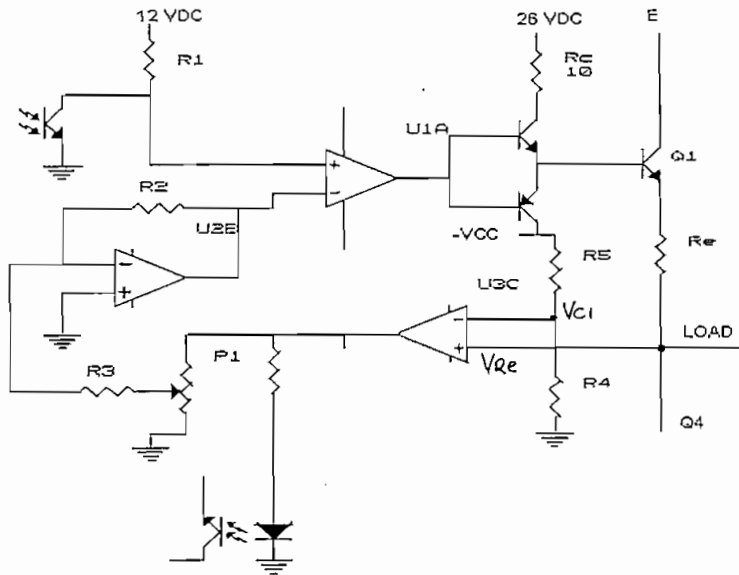 12 VDC
26 VDC
E
R1
Rc
10
U1A
Q1
R2
U2E
-VCC
R5
Re
U3C
Vc1
LOAD
P1
VRe
R3
R4
Q4